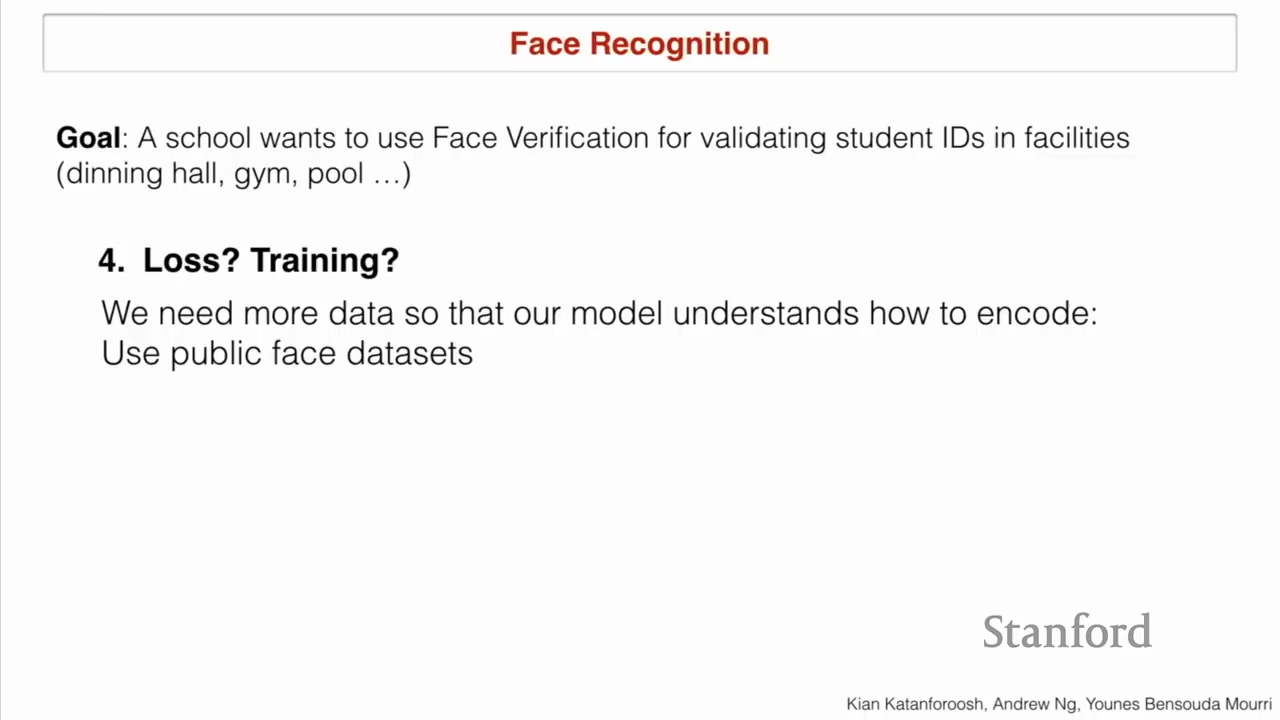 Face Recognition
Goal: A school wants to use Face Verification for validating student IDs in facilities
(dinning hall, gym, pool …)
4. Loss? Training?
We need more data so that our model understands how to encode:
Use public face datasets
Stanford
Kian Katanforoosh, Andrew Ng, Younes Bensouda Mourri